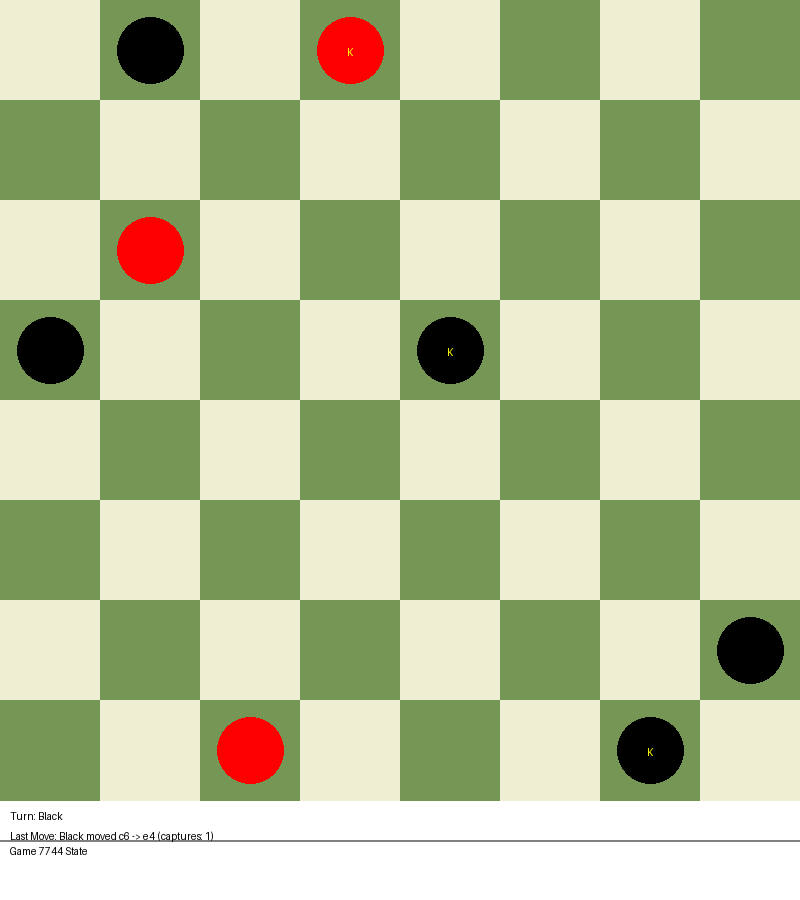 K
K
K
Turn: Black
Last Move: Black moved c6 -> e4 (captures: 1)
Game 7744 State